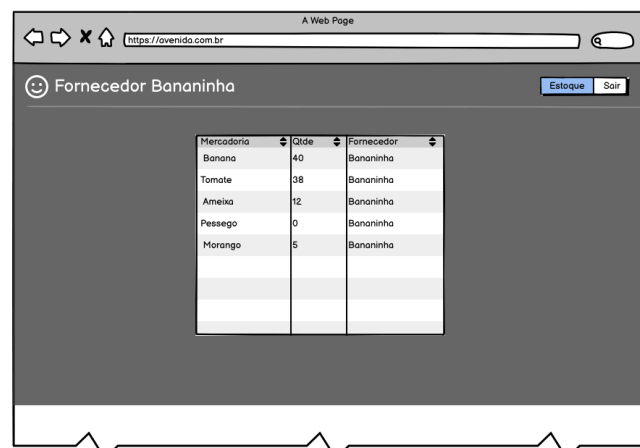 A Web Page
https://avenida.com.br
Fornecedor Bananinha
Estoque Sair
Mercadoria Qtde Fornecedor
Banana 40 Bananinha
Tomate 38 Bananinha
Ameixa 12 Bananinha
Pessego 0 Bananinha
Morango 5 Bananinha